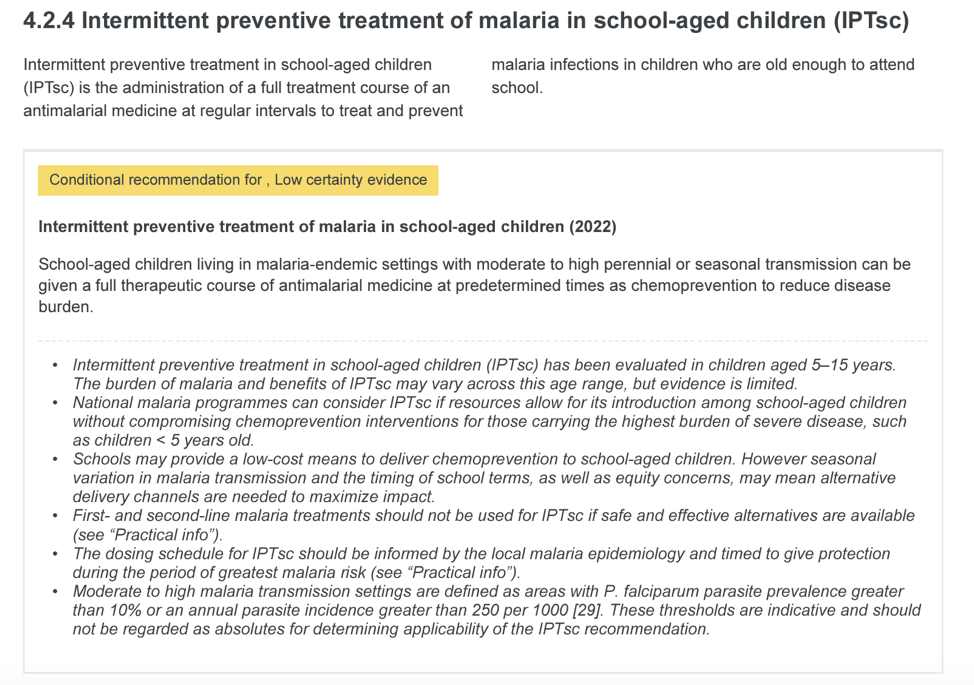 4.2.4 Intermittent preventive treatment of malaria in school-aged children (IPTsc)
Intermittent preventive treatment in school-aged children
(IPTsc) is the administration of a full treatment course of an
antimalarial medicine at regular intervals to treat and prevent
malaria infections in children who are old enough to attend
school.
Conditional recommendation for , Low certainty evidence
Intermittent preventive treatment of malaria in school-aged children (2022)
School-aged children living in malaria-endemic settings with moderate to high perennial or seasonal transmission can be
given a full therapeutic course of antimalarial medicine at predetermined times as chemoprevention to reduce disease
burden.
• Intermittent preventive treatment in school-aged children (IPTsc) has been evaluated in children aged 5–15 years.
The burden of malaria and benefits of IPTsc may vary across this age range, but evidence is limited.
• National malaria programmes can consider IPTsc if resources allow for its introduction among school-aged children
without compromising chemoprevention interventions for those carrying the highest burden of severe disease, such
as children < 5 years old.
• Schools may provide a low-cost means to deliver chemoprevention to school-aged children. However seasonal
variation in malaria transmission and the timing of school terms, as well as equity concerns, may mean alternative
delivery channels are needed to maximize impact.
• First- and second-line malaria treatments should not be used for IPTsc if safe and effective alternatives are available
(see “Practical info”).
• The dosing schedule for IPTsc should be informed by the local malaria epidemiology and timed to give protection
during the period of greatest malaria risk (see “Practical info”).
• Moderate to high malaria transmission settings are defined as areas with P. falciparum parasite prevalence greater
than 10% or an annual parasite incidence greater than 250 per 1000 [29]. These thresholds are indicative and should
not be regarded as absolutes for determining applicability of the IPTsc recommendation.